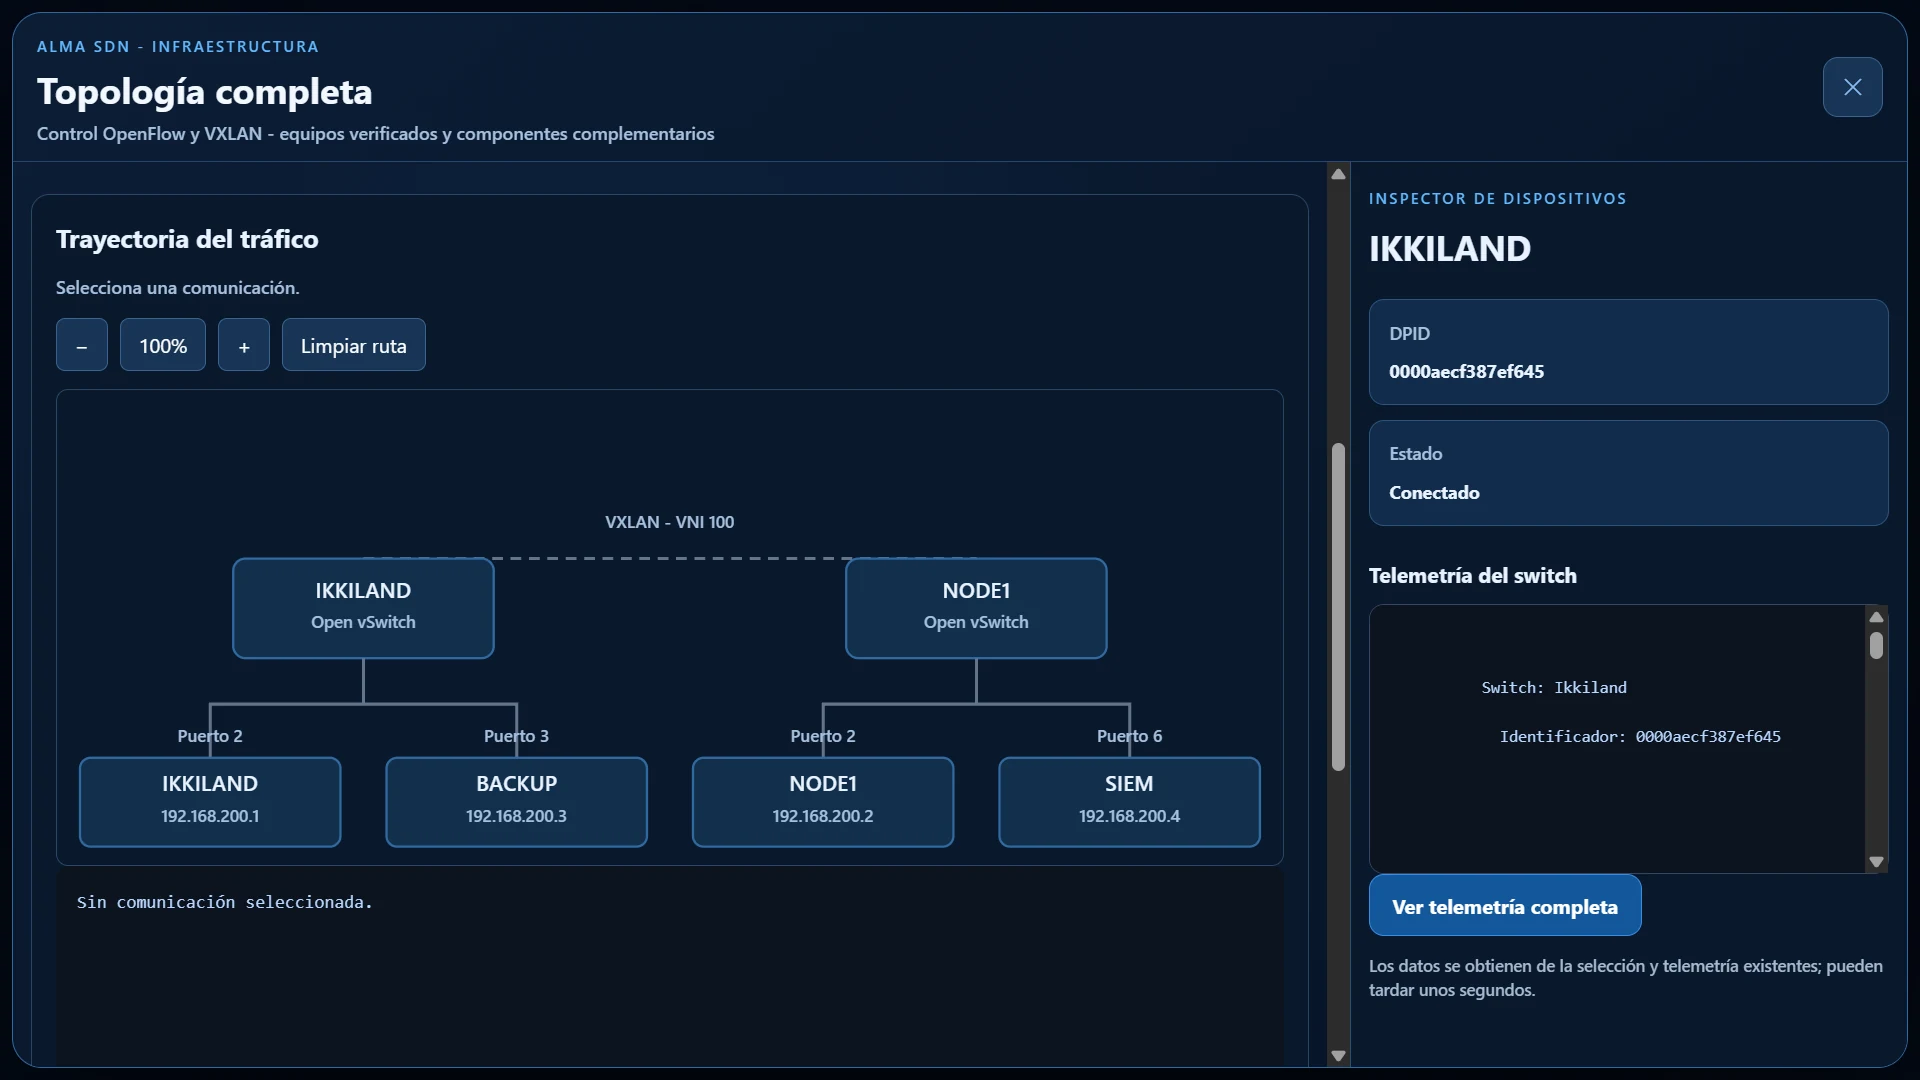 ALMA SDN - INFRAESTRUCTURA
Topología completa
Control OpenFlow y VXLAN - equipos verificados y componentes complementarios
Trayectoria del tráfico
Selecciona una comunicación.
–
100%
+
Limpiar ruta
VXLAN - VNI 100
IKKILAND
Open vSwitch
NODE1
Open vSwitch
Puerto 2
Puerto 3
Puerto 2
Puerto 6
IKKILAND
192.168.200.1
BACKUP
192.168.200.3
NODE1
192.168.200.2
SIEM
192.168.200.4
Sin comunicación seleccionada.
INSPECTOR DE DISPOSITIVOS
IKKILAND
DPID
0000aecf387ef645
Estado
Conectado
Telemetría del switch
Switch: Ikkiland
Identificador: 0000aecf387ef645
Ver telemetría completa
Los datos se obtienen de la selección y telemetría existentes; pueden
tardar unos segundos.